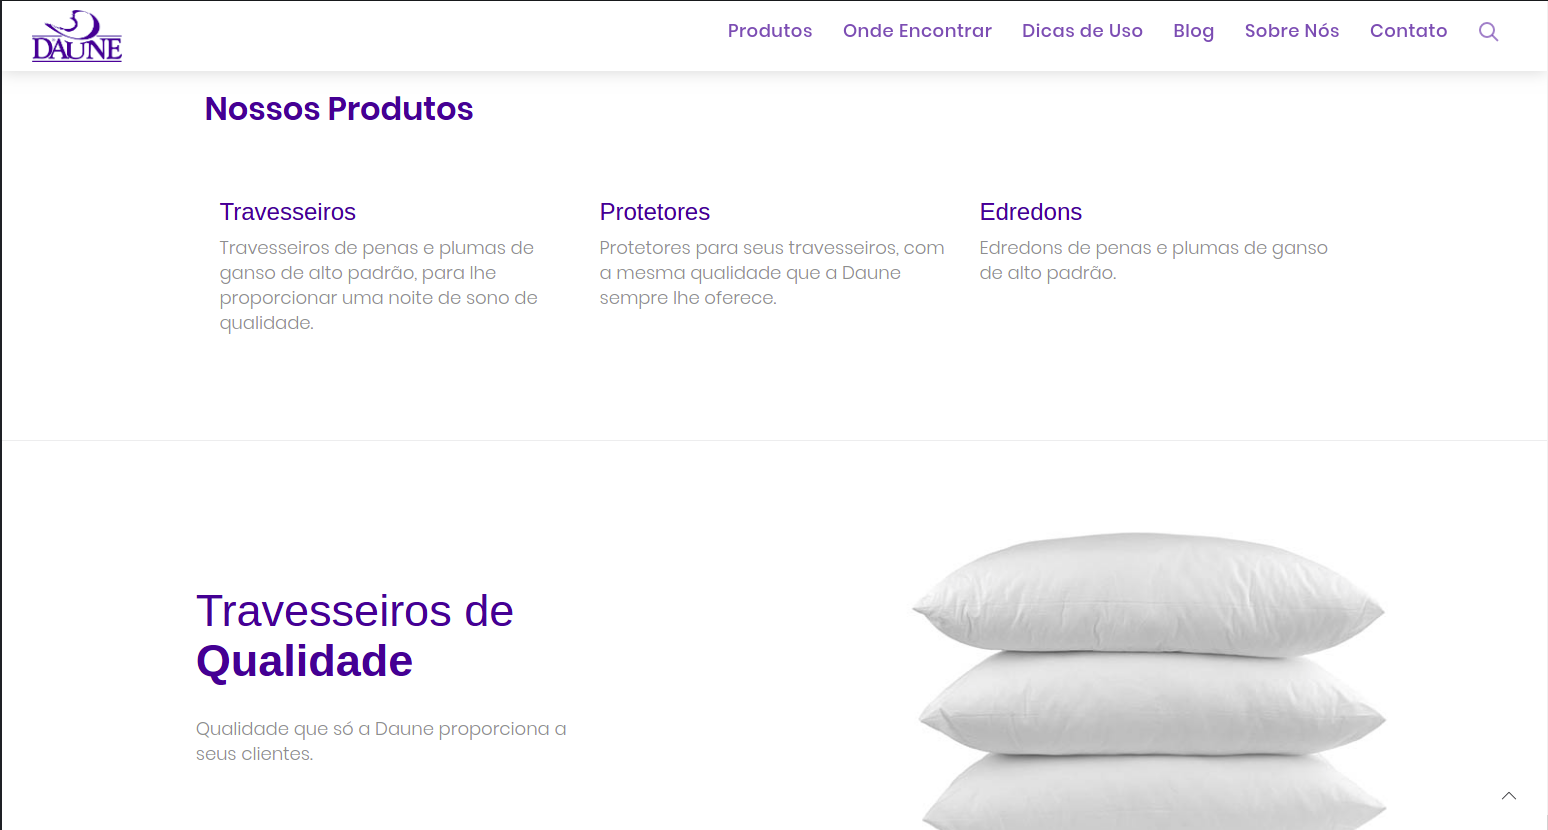 DAUNE
Produtos Onde Encontrar Dicas de Uso Blog Sobre Nós Contato
Nossos Produtos
Travesseiros
Travesseiros de penas e plumas de
ganso de alto padrão, para lhe
proporcionar uma noite de sono de
qualidade.
Protetores
Protetores para seus travesseiros, com
a mesma qualidade que a Daune
sempre lhe oferece.
Edredons
Edredons de penas e plumas de ganso
de alto padrão.
Travesseiros de
Qualidade
Qualidade que só a Daune proporciona a
seus clientes.